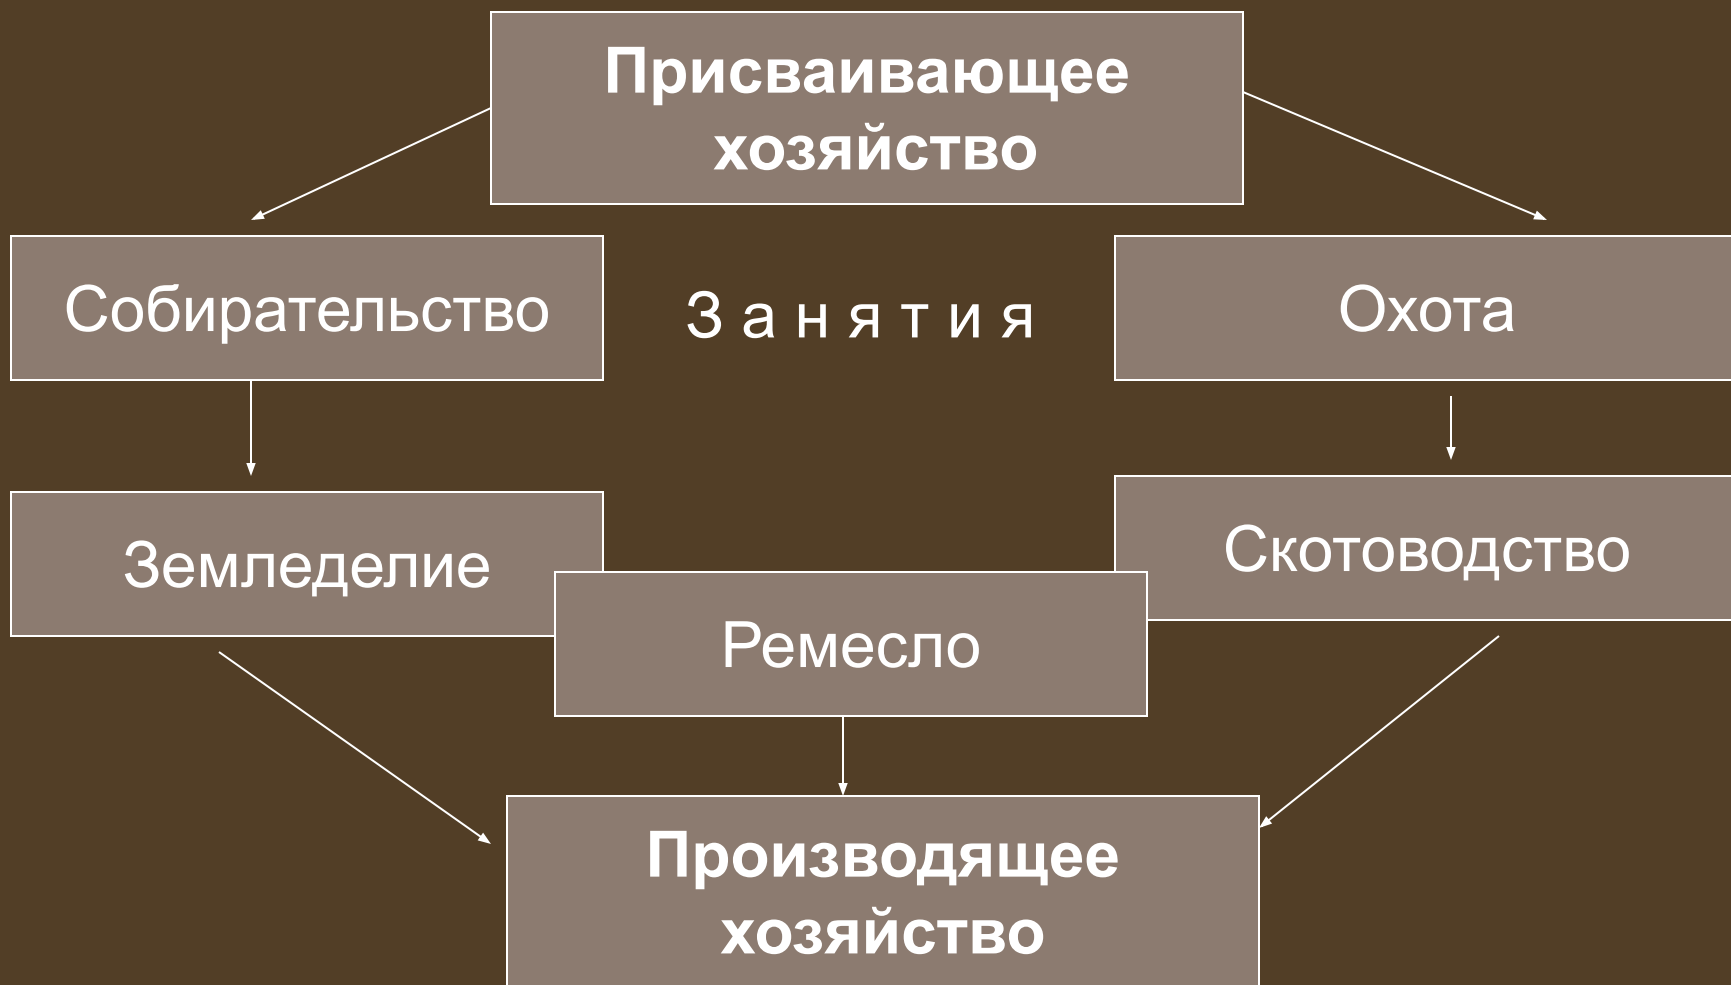 Присваивающее
хозяйство
Собирательство
З а н я т и я
Охота
Земледелие
Скотоводство
Ремесло
Производящее
хозяйство